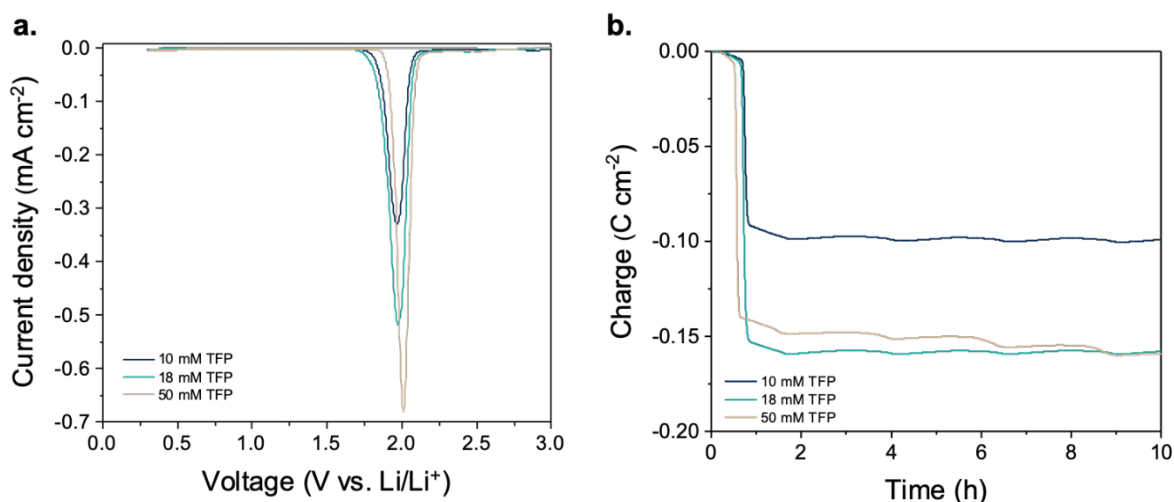 a.
Current density (mA cm-2)
0.0
-0.1
-0.2
-0.3
-0.4
-0.5
-0.6
-0.7
10 mM TFP
18 mM TFP
50 mM TFP
0.0 0.5 1.0 1.5 2.0 2.5 3.0
Voltage (V vs. Li/Li+)
b.
Charge (C cm-2)
0.00
-0.05
-0.10
-0.15
-0.20
10 mM TFP
18 mM TFP
50 mM TFP
0 2 4 6 8 10
Time (h)